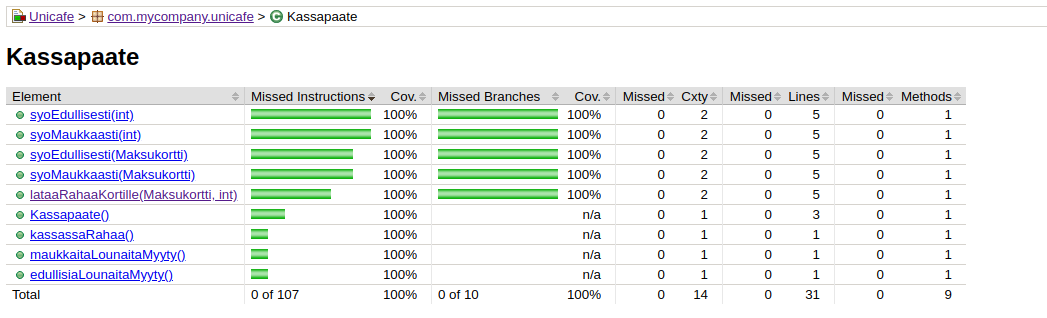 Unicafe > com.mycompany.unicafe > Kassapaate
Kassapaate
Element Missed Instructions Cov. Missed Branches Cov. Missed Cxty Missed Lines Missed Methods
syoEdullisesti(int) 100% 100% 0 2 0 5 0 1
syoMaukkaasti(int) 100% 100% 0 2 0 5 0 1
syoEdullisesti(Maksukortti) 100% 100% 0 2 0 5 0 1
syoMaukkaasti(Maksukortti) 100% 100% 0 2 0 5 0 1
lataaRahaaKortille(Maksukortti, int) 100% 100% 0 2 0 5 0 1
Kassapaate() 100% n/a 0 1 0 3 0 1
kassassaRahaa() 100% n/a 0 1 0 1 0 1
maukkaitaLounaitaMyyty() 100% n/a 0 1 0 1 0 1
edullisiaLounaitaMyyty() 100% n/a 0 1 0 1 0 1
Total 0 of 107 100% 0 of 10 100% 0 14 0 31 0 9